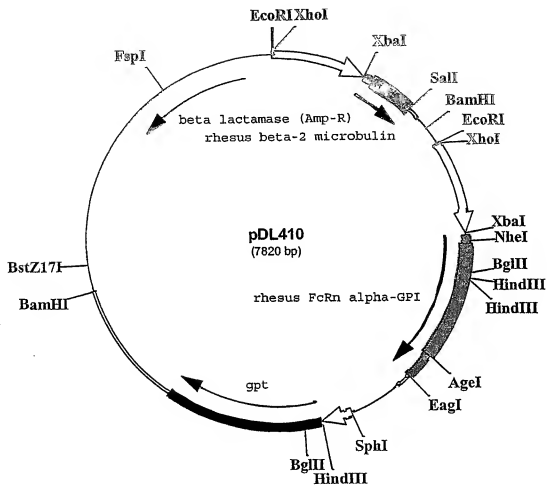 EcoRI XhoI
XbaI
FspI
SalI
BamHI
beta lactamase (Amp-R)
EcoRI
rhesus beta-2 microbulin
XhoI
XbaI
pDL410
NheI
(7820 bp)
BglII
BstZ17I
HindIII
rhesus FcRn alpha-GPI
HindIII
BamHI
AgeI
gpt
EagI
SphI
BglII
HindIII